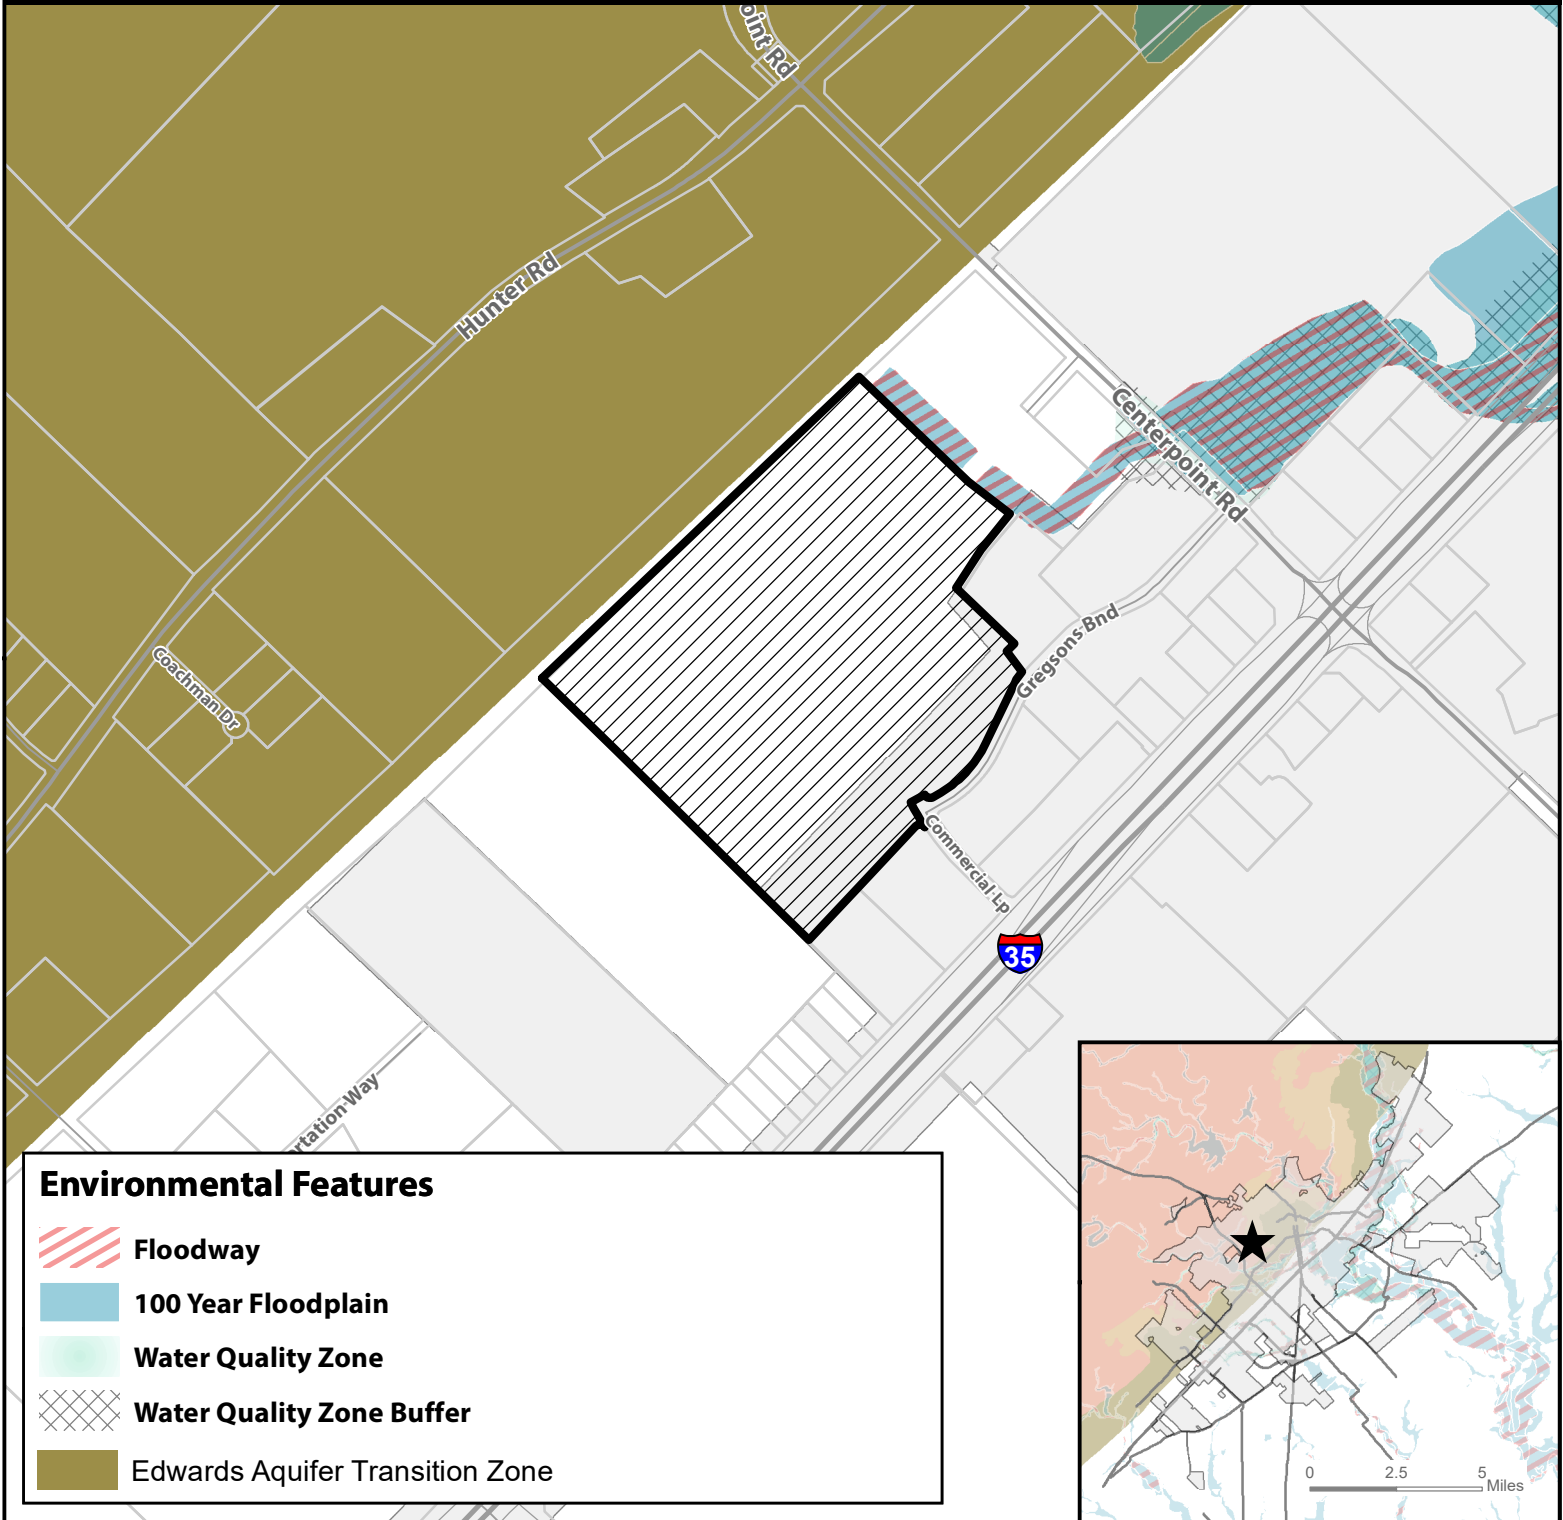 oint Rd
Hunter Rd
Centerpoint Rd
Gregsons Bnd
Coachman Dr
Commercial Lp
35
ortation Way
Environmental Features
Floodway
100 Year Floodplain
Water Quality Zone
Water Quality Zone Buffer
Edwards Aquifer Transition Zone
0 2.5 5
Miles